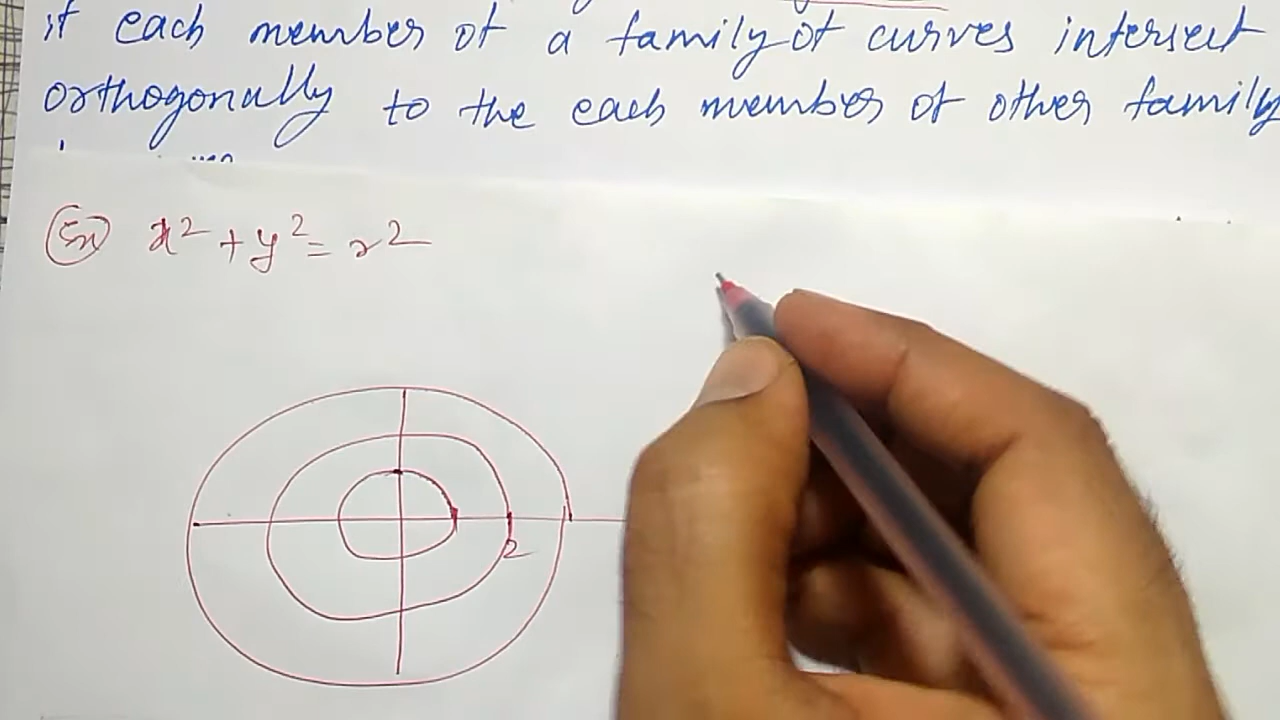 if each member of a family of curves intersect
orthogonally to the each member of other family
Ex x² + y² = r²
2